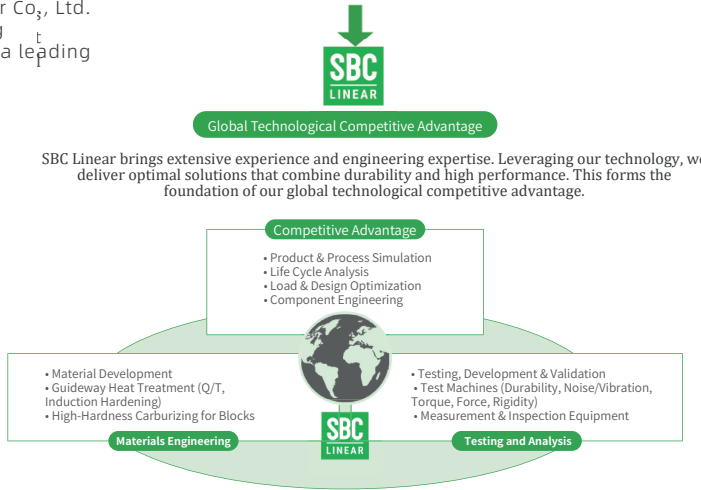 r Co., Ltd.
g
a leading
SBC
LINEAR
Global Technological Competitive Advantage
SBC Linear brings extensive experience and engineering expertise. Leveraging our technology, we
deliver optimal solutions that combine durability and high performance. This forms the
foundation of our global technological competitive advantage.
Competitive Advantage
• Product & Process Simulation
• Life Cycle Analysis
• Load & Design Optimization
• Component Engineering
• Material Development
• Guideway Heat Treatment (Q/T,
Induction Hardening)
• High-Hardness Carburizing for Blocks
Materials Engineering
• Testing, Development & Validation
• Test Machines (Durability, Noise/Vibration,
Torque, Force, Rigidity)
• Measurement & Inspection Equipment
Testing and Analysis
SBC
LINEAR